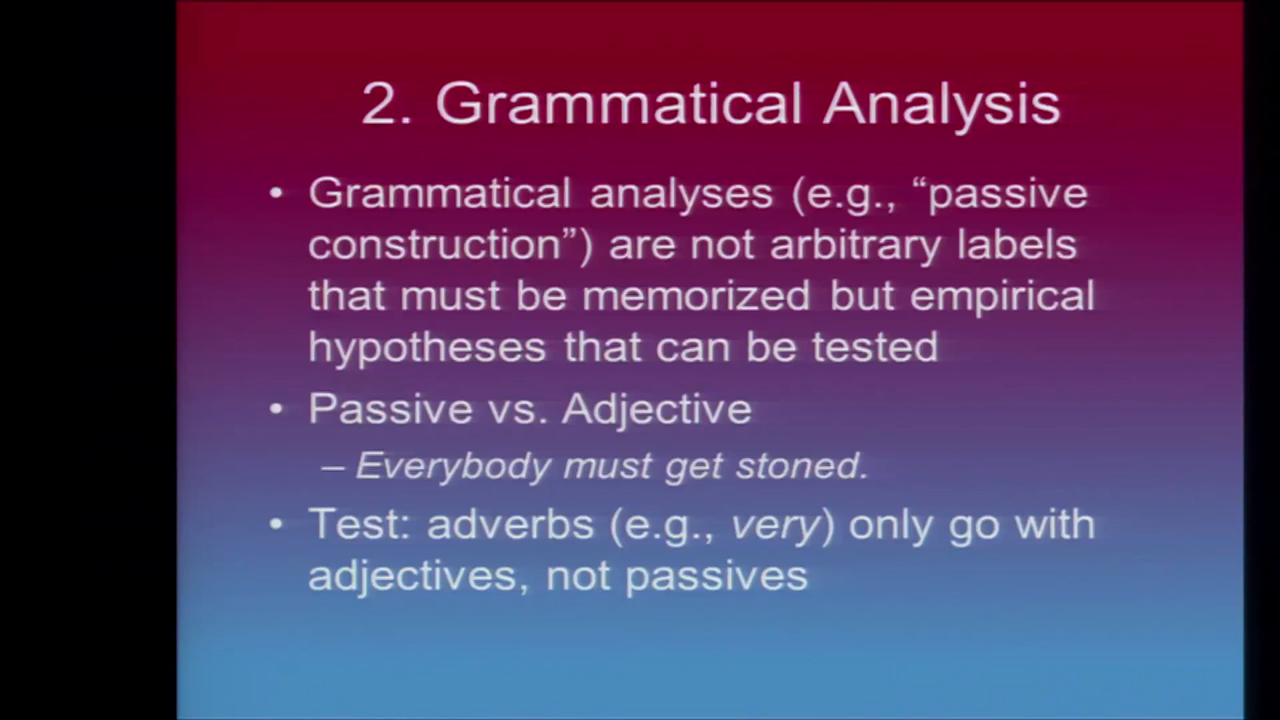 2. Grammatical Analysis
• Grammatical analyses (e.g., “passive
construction”) are not arbitrary labels
that must be memorized but empirical
hypotheses that can be tested
• Passive vs. Adjective
– Everybody must get stoned.
• Test: adverbs (e.g., very) only go with
adjectives, not passives